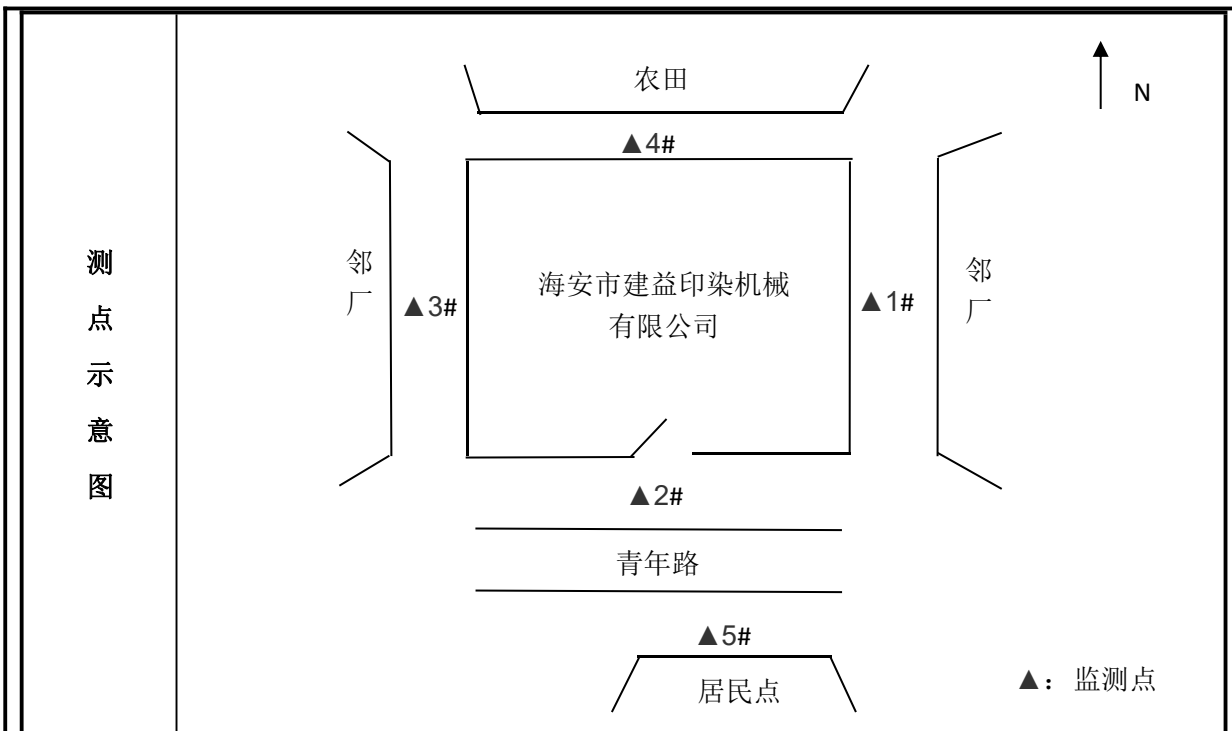 测
点
示
意
图
农田
N
▲4#
邻
厂
▲3#
海安市建益印染机械
有限公司
▲1#
邻
厂
▲2#
青年路
▲5#
居民点
▲：监测点